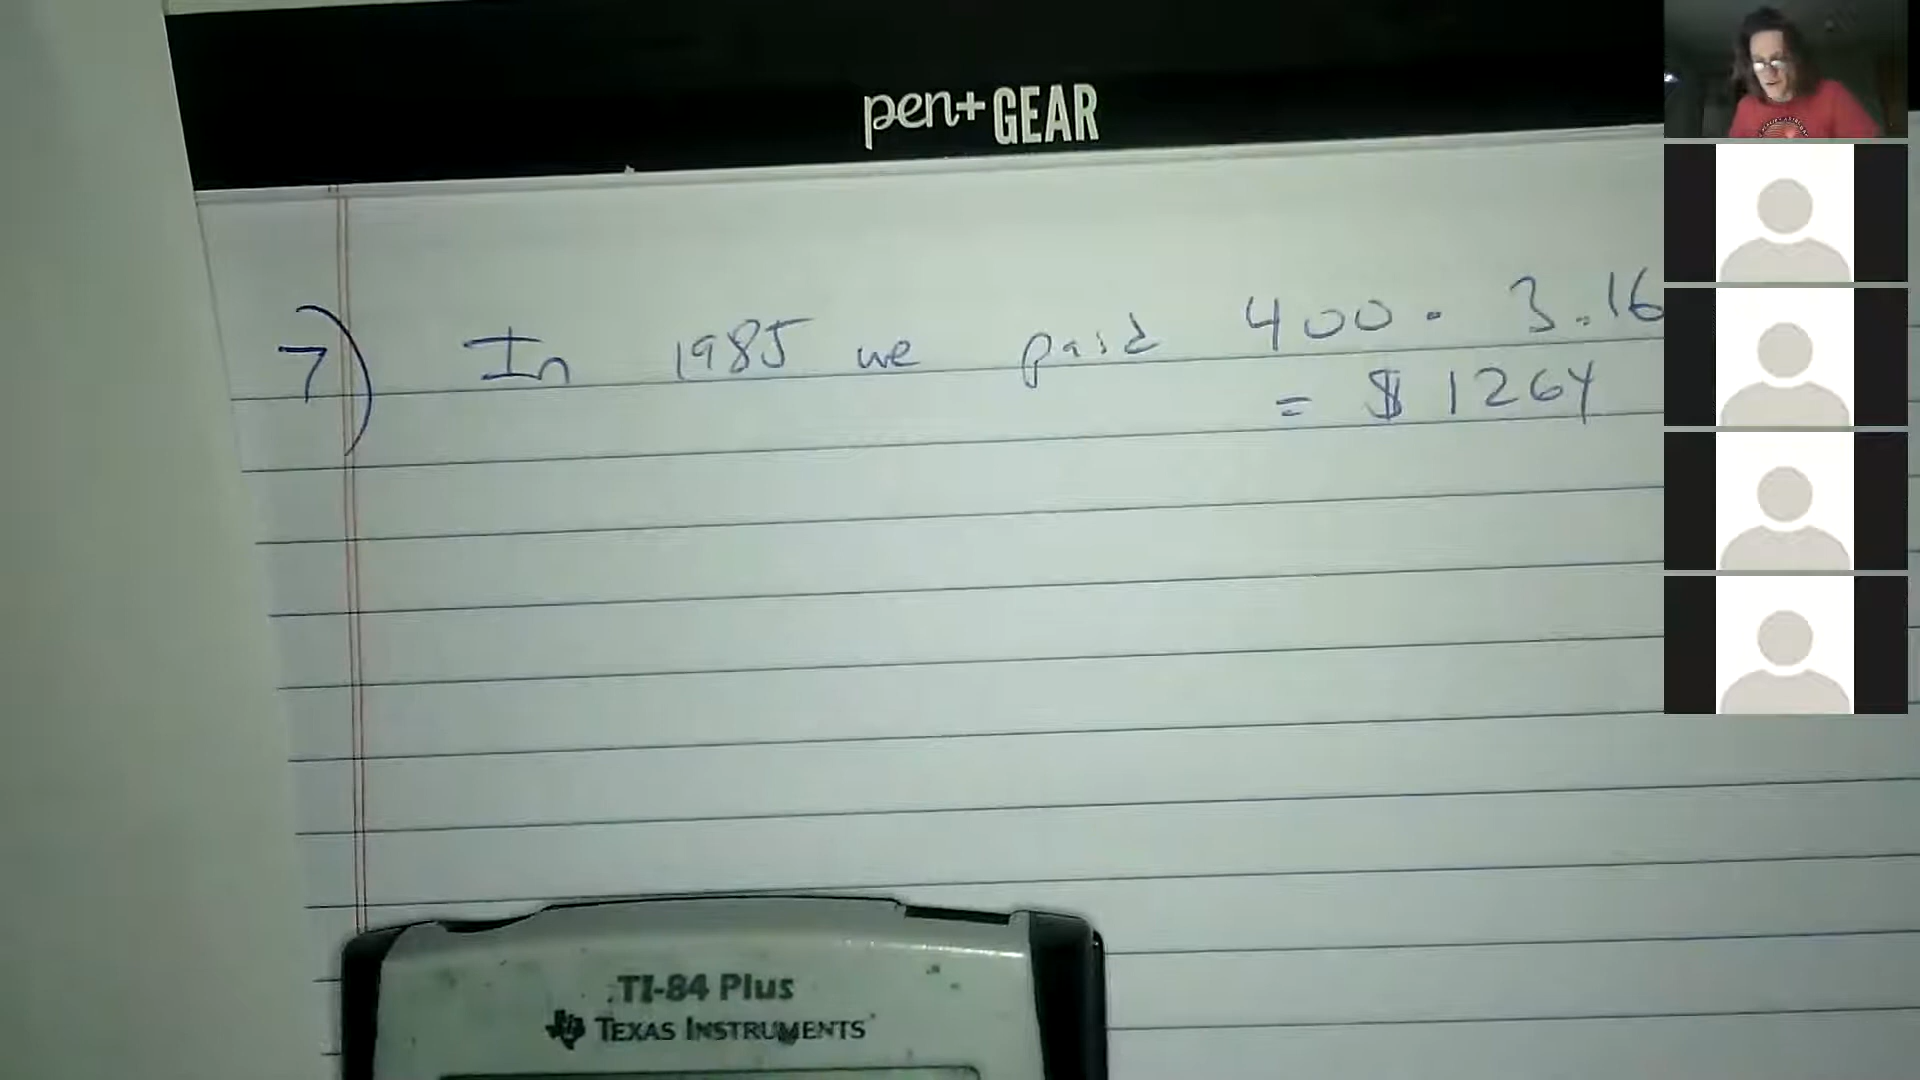 pen+GEAR
7) In 1985 we paid 400 · 3.16
= $ 1264
TI-84 Plus
TEXAS INSTRUMENTS